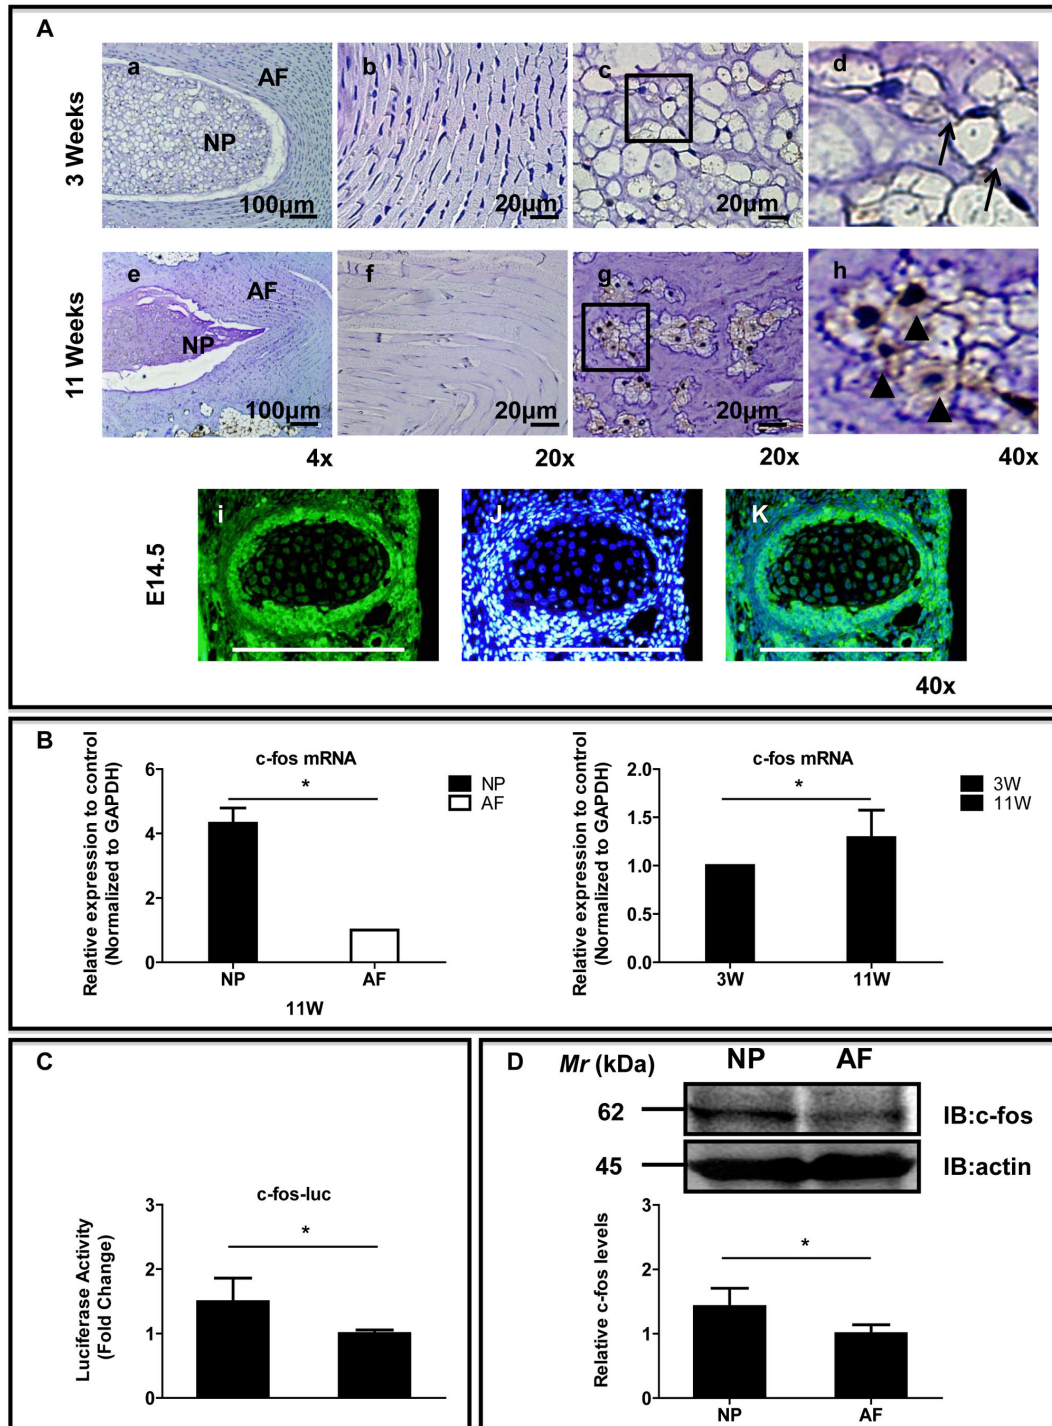 A
3 Weeks
a
AF
NP
100μm
b
20μm
c
20μm
d
11 Weeks
e
AF
NP
100μm
f
20μm
g
20μm
h
4x
20x
20x
40x
E14.5
i
J
K
40x
B
c-fos mRNA
Relative expression to control
(Normalized to GAPDH)
6
4
2
0
*
NP
AF
NP
AF
11W
c-fos mRNA
Relative expression to control
(Normalized to GAPDH)
2.0
1.5
1.0
0.5
0.0
*
3W
11W
3W
11W
C
c-fos-luc
Luciferase Activity
(Fold Change)
3
2
1
0
*
D
Mr (kDa)
NP
AF
62
IB:c-fos
45
IB:actin
Relative c-fos levels
3
2
1
0
*
NP
AF